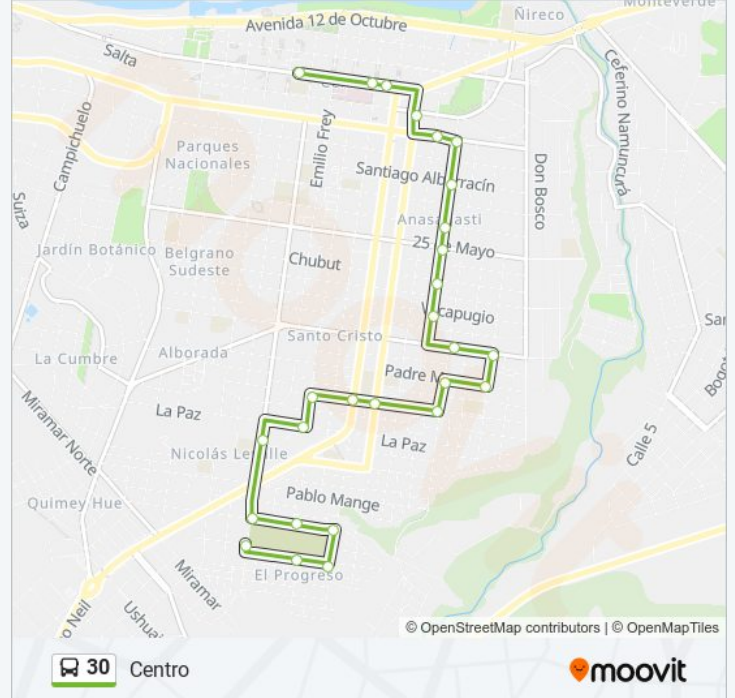 Ñireco
Monteverde
Avenida 12 de Octubre
Salta
Ceferino Namuncurá
Campichuelo
Emilio Frey
Parques
Nacionales
Santiago Albarracín
Don Bosco
Suiza
Anasagasti
25 de Mayo
Jardín Botánico
Belgrano
Sudeste
Chubut
Vilcapugio
Santo Cristo
La Cumbre
Alborada
Padre M
La Paz
Miramar Norte
La Paz
Calle 5
Nicolás Levalle
Pablo Mange
Quimey Hue
El Progreso
Miramar
© OpenStreetMap contributors | © OpenMapTiles
30 Centro
moovit